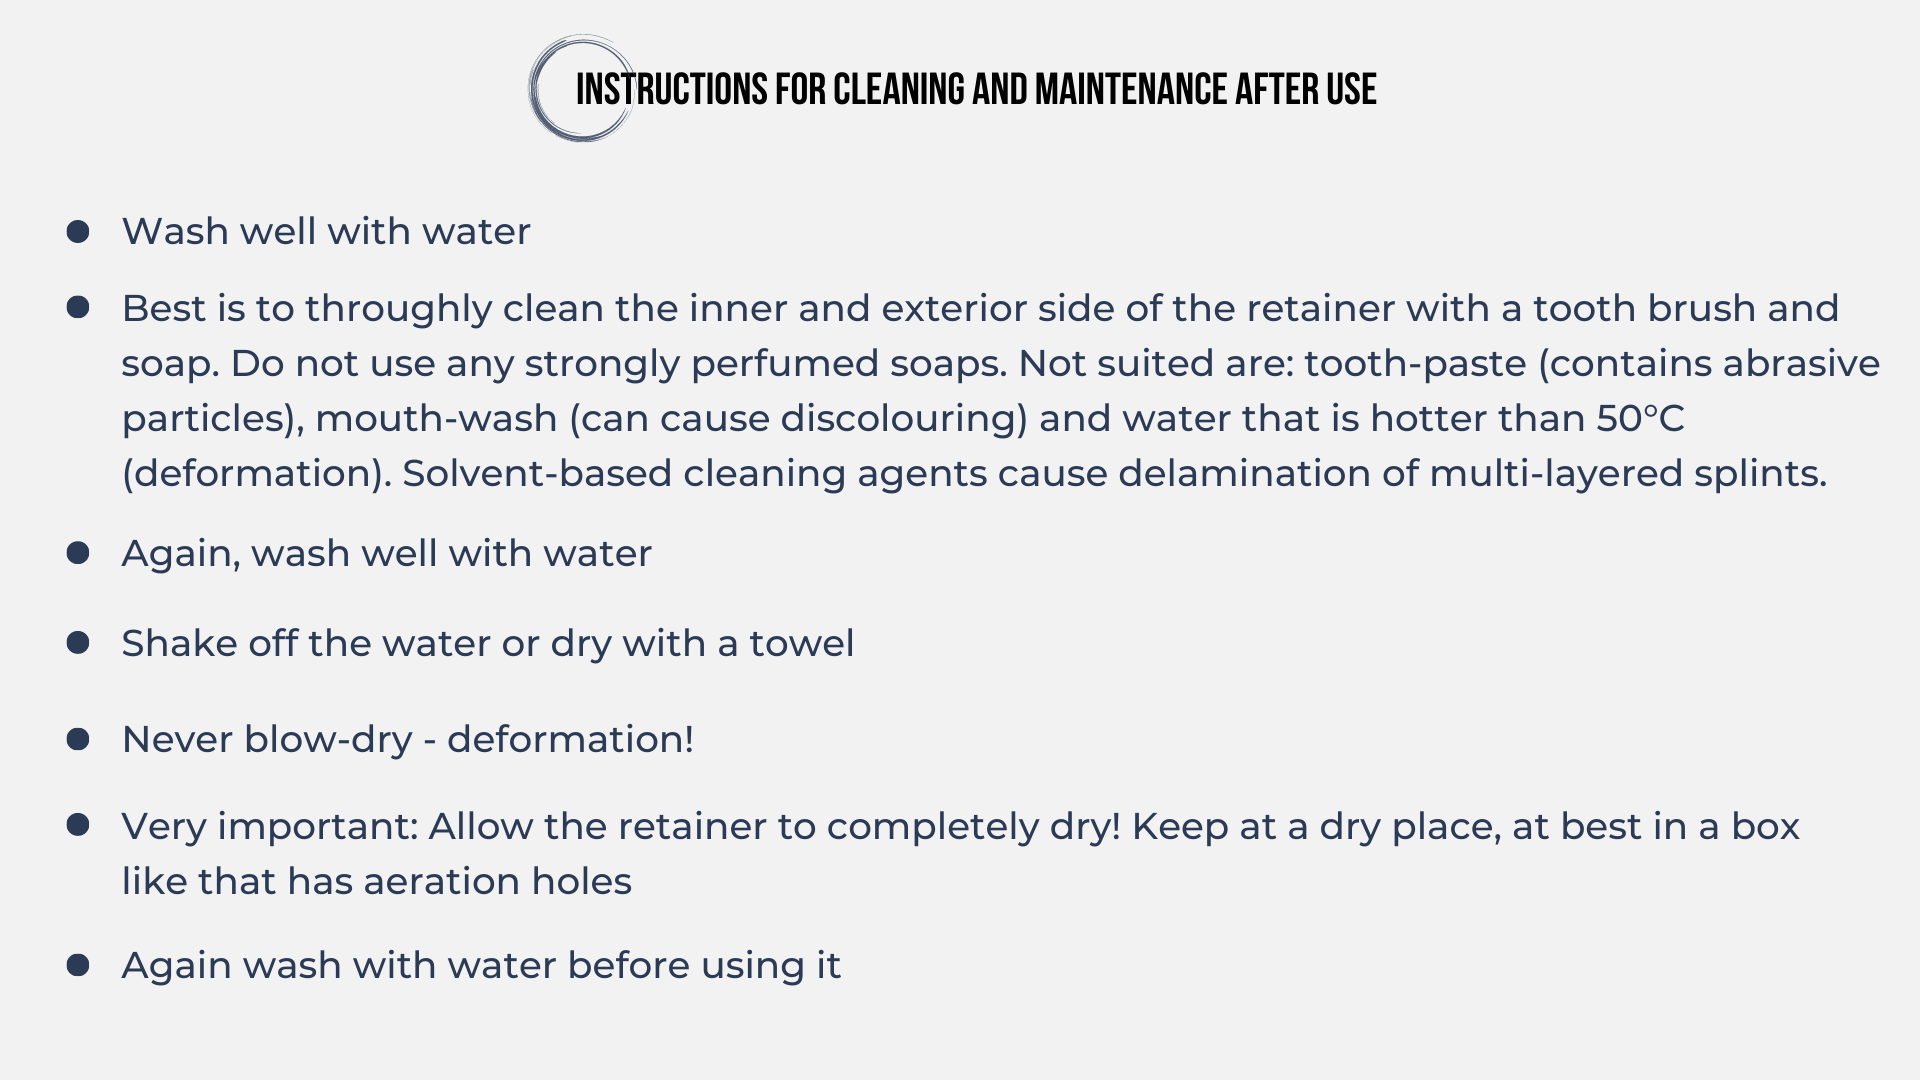 INSTRUCTIONS FOR CLEANING AND MAINTENANCE AFTER USE
Wash well with water
Best is to throughly clean the inner and exterior side of the retainer with a tooth brush and
soap. Do not use any strongly perfumed soaps. Not suited are: tooth-paste (contains abrasive
particles), mouth-wash (can cause discolouring) and water that is hotter than 50°C
(deformation). Solvent-based cleaning agents cause delamination of multi-layered splints.
Again, wash well with water
Shake off the water or dry with a towel
Never blow-dry - deformation!
Very important: Allow the retainer to completely dry! Keep at a dry place, at best in a box
like that has aeration holes
Again wash with water before using it